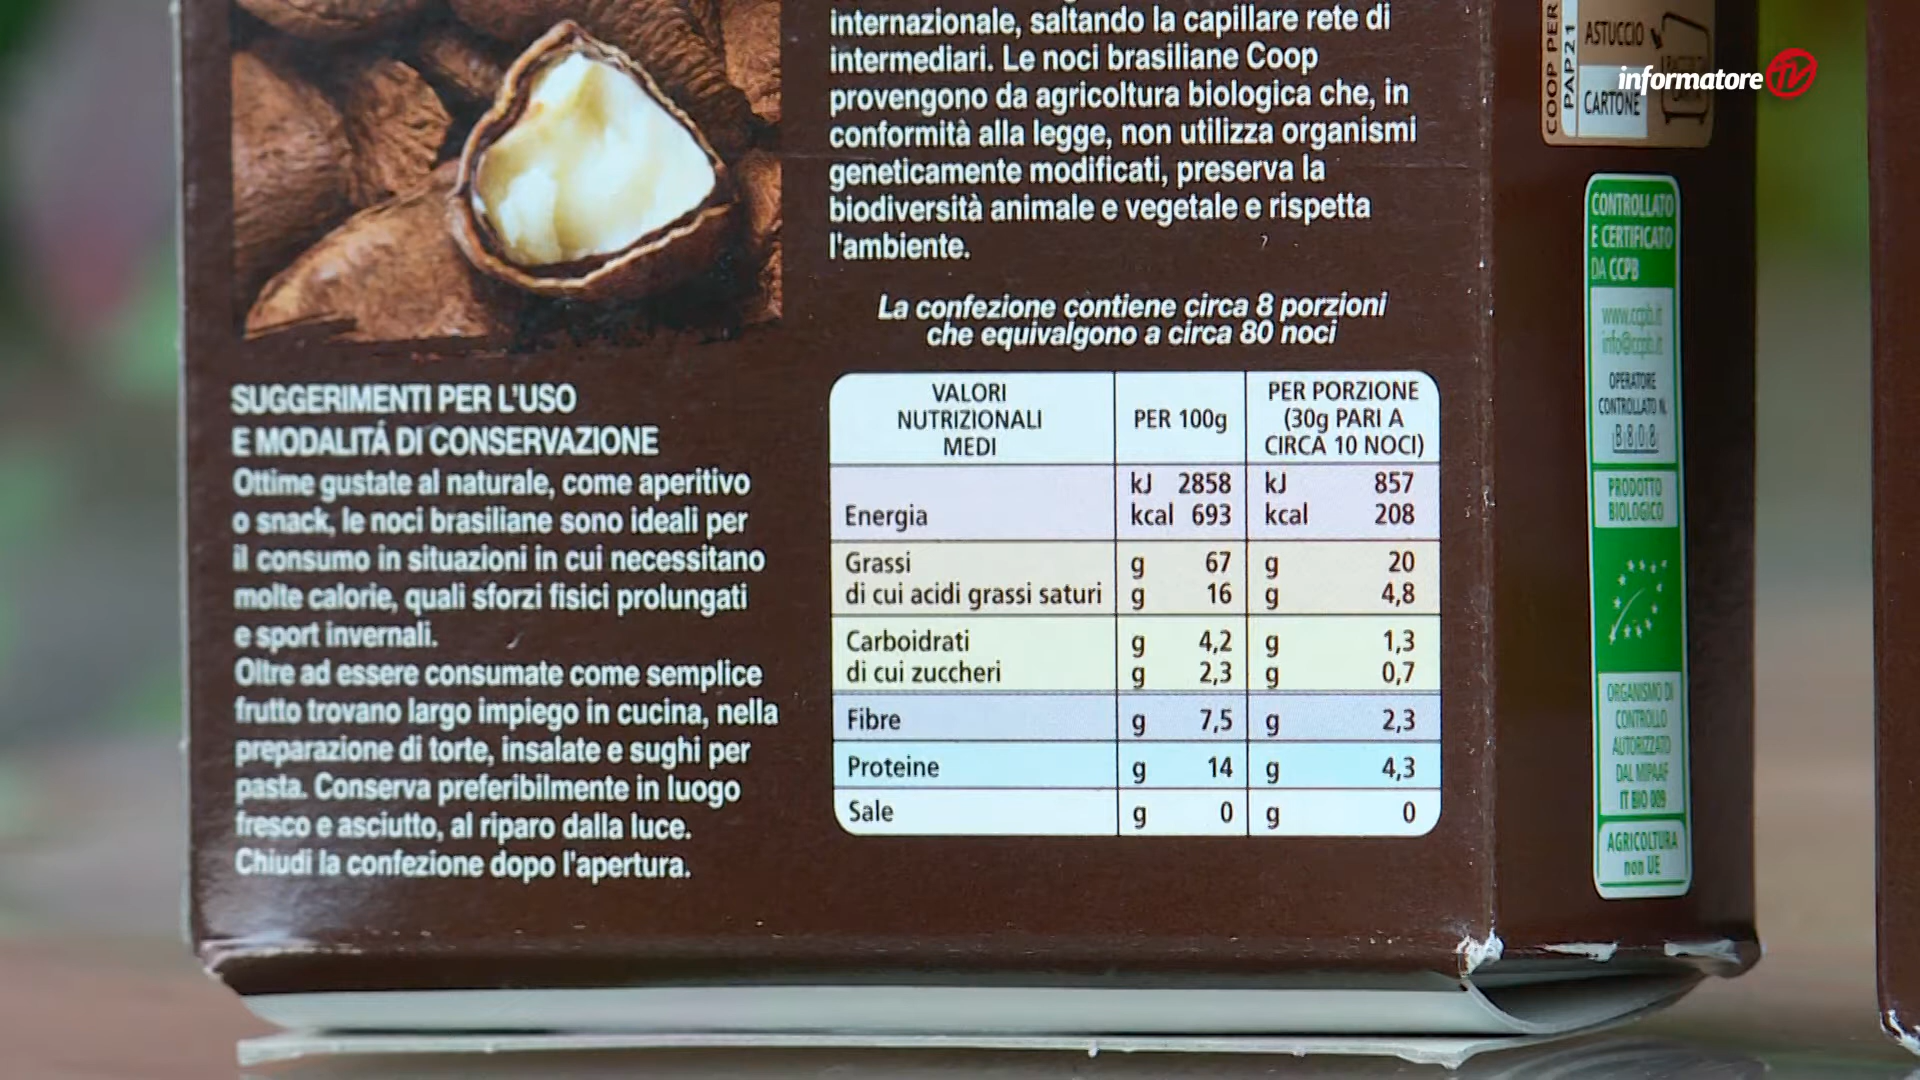 internazionale, saltando la capillare rete di
intermediari. Le noci brasiliane Coop
provengono da agricoltura biologica che, in
conformità alla legge, non utilizza organismi
geneticamente modificati, preserva la
biodiversità animale e vegetale e rispetta
l'ambiente.
La confezione contiene circa 8 porzioni
che equivalgono a circa 80 noci
SUGGERIMENTI PER L'USO
E MODALITÁ DI CONSERVAZIONE
Ottime gustate al naturale, come aperitivo
o snack, le noci brasiliane sono ideali per
il consumo in situazioni in cui necessitano
molte calorie, quali sforzi fisici prolungati
e sport invernali.
Oltre ad essere consumate come semplice
frutto trovano largo impiego in cucina, nella
preparazione di torte, insalate e sughi per
pasta. Conserva preferibilmente in luogo
fresco e asciutto, al riparo dalla luce.
Chiudi la confezione dopo l'apertura.
VALORI
NUTRIZIONALI
MEDI
PER 100g
PER PORZIONE
(30g PARI A
CIRCA 10 NOCI)
kJ 2858 kJ 857
Energia kcal 693 kcal 208
Grassi g 67 g 20
di cui acidi grassi saturi g 16 g 4,8
Carboidrati g 4,2 g 1,3
di cui zuccheri g 2,3 g 0,7
Fibre g 7,5 g 2,3
Proteine g 14 g 4,3
Sale g 0 g 0
COOP PER
PAP21
ASTUCCIO
CARTONE
informatore TV
CONTROLLATO
E CERTIFICATO
DA CCPB
www.ccpb.it
info@ccpb.it
OPERATORE
CONTROLLATO N.
B808
PRODOTTO
BIOLOGICO
ORGANISMO DI
CONTROLLO
AUTORIZZATO
DAL MIPAAF
IT BIO 009
AGRICOLTURA
non UE